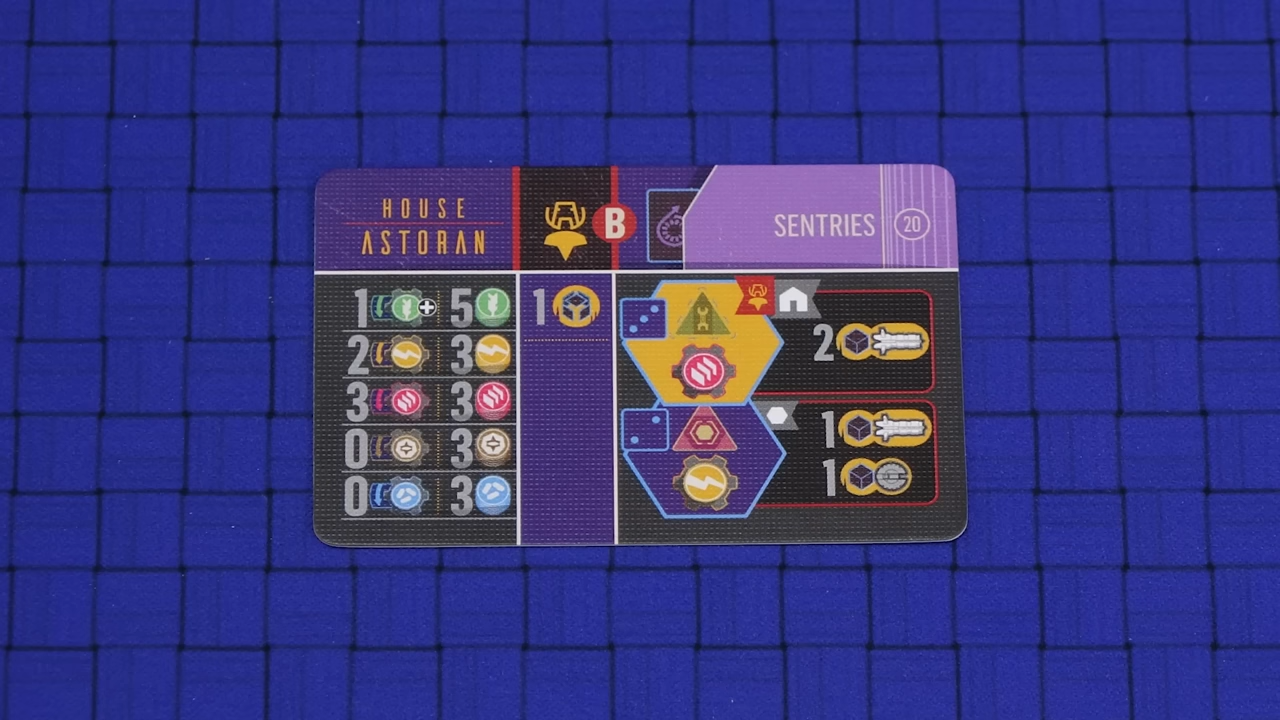 HOUSE
ASTORAN
B
SENTRIES 20
1 5 1
2 3
3 3
0 3
0 3
2
1
1